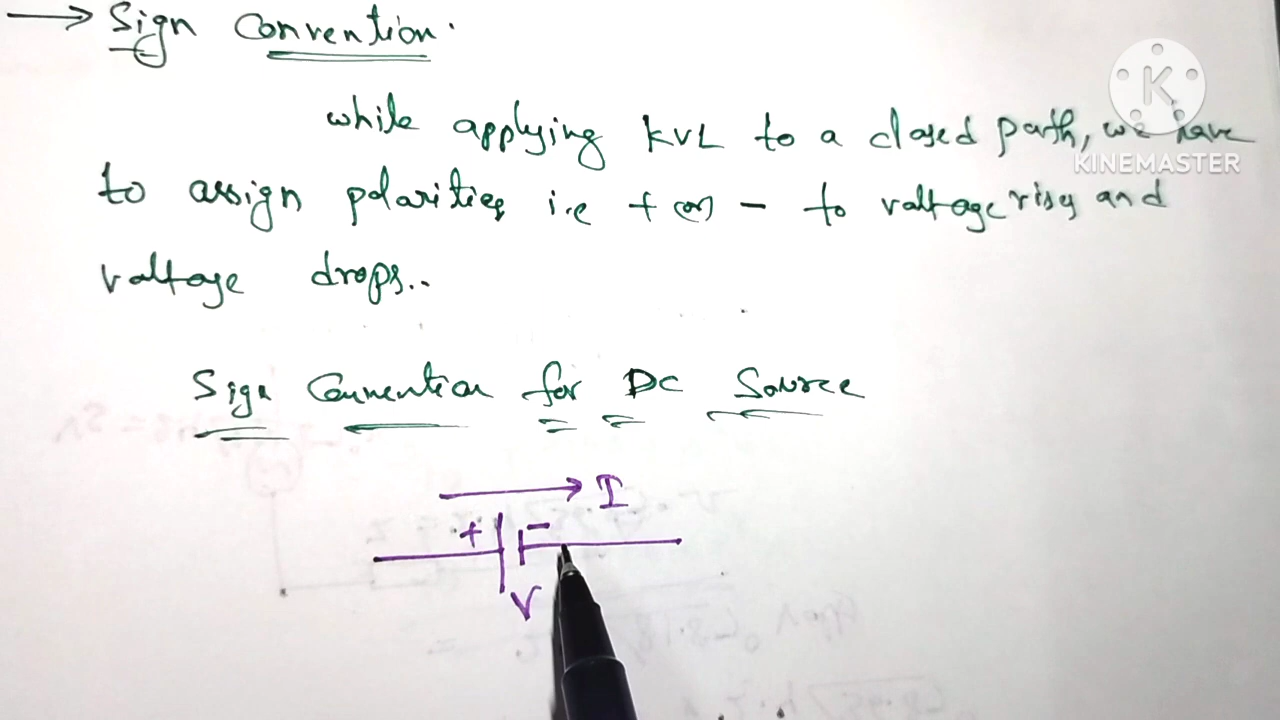 → Sign Convention.
while applying KVL to a closed path, we have
to assign polarities i.e + (or) - to voltage rises and
voltage drops..
Sign Convention for DC Source
I
+ -
V
K
KINEMASTER